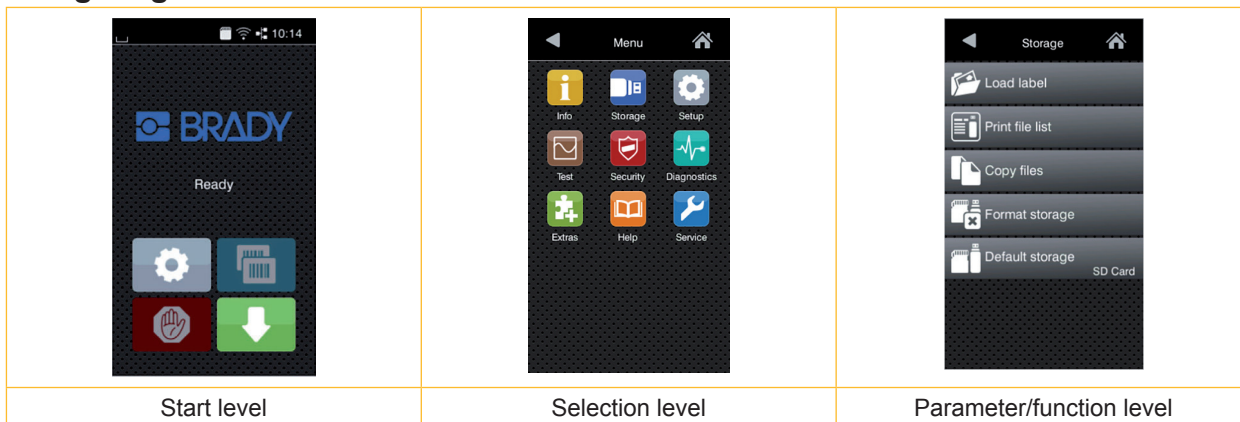 10:14
BRADY
Ready
Menu
Info
Storage
Setup
Test
Security
Diagnostics
Extras
Help
Service
Storage
Load label
Print file list
Copy files
Format storage
Default storage
SD Card
Start level
Selection level
Parameter/function level